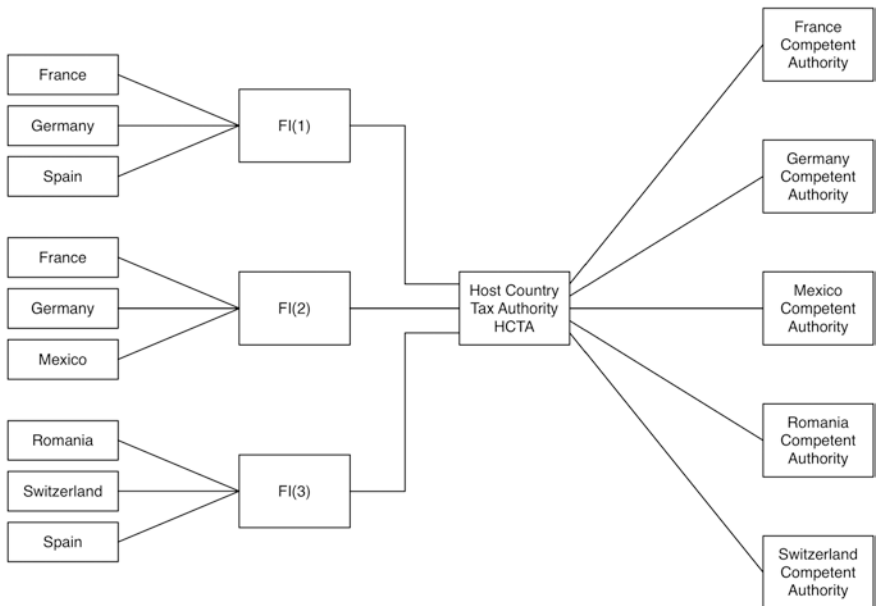 France
Germany
Spain
FI(1)
France
Germany
Mexico
FI(2)
Romania
Switzerland
Spain
FI(3)
Host Country
Tax Authority
HCTA
France
Competent
Authority
Germany
Competent
Authority
Mexico
Competent
Authority
Romania
Competent
Authority
Switzerland
Competent
Authority